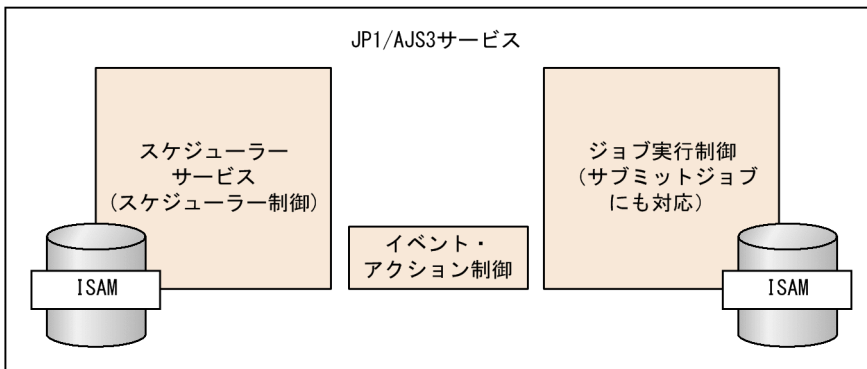 JP1/AJS3サービス
スケジューラー
サービス
(スケジューラー制御)
ジョブ実行制御
(サブミットジョブ
にも対応)
イベント・
アクション制御
ISAM
ISAM